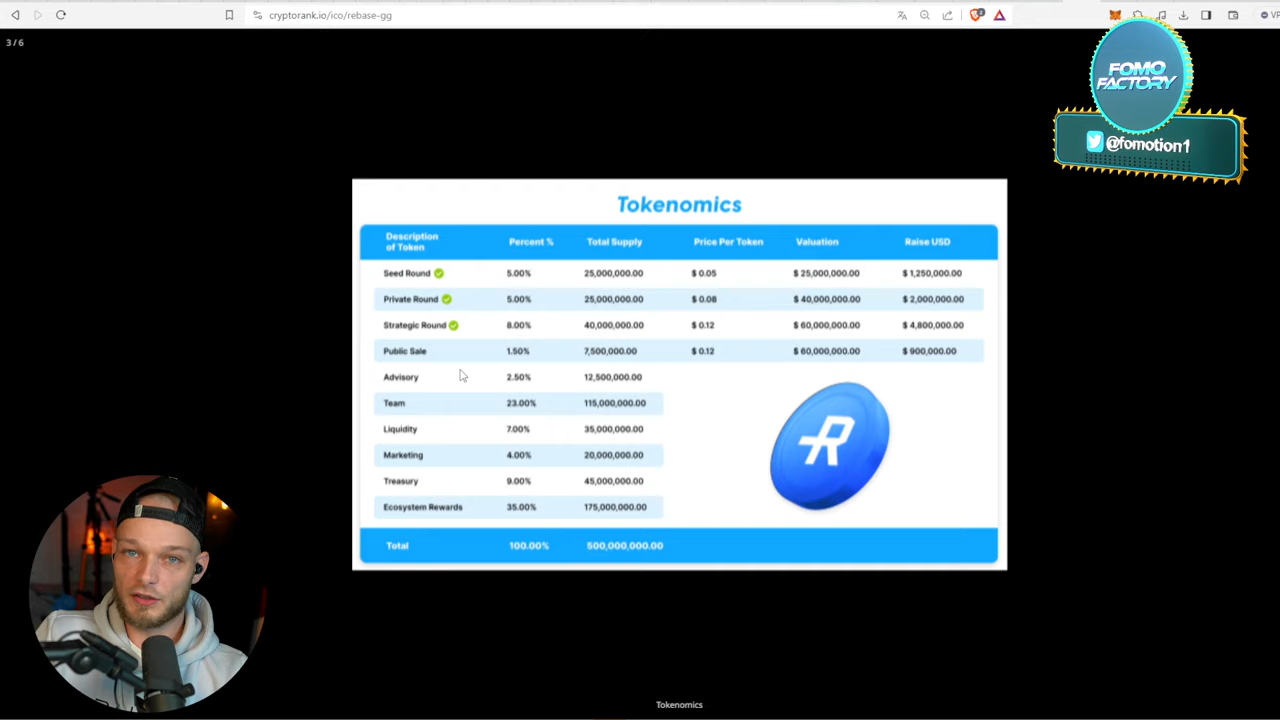 cryptorank.io/ico/rebase-gg
2
VP
3 / 6
FOMO
FACTORY
@fomotion1
Tokenomics
Description of Token Percent % Total Supply Price Per Token Valuation Raise USD
Seed Round 5.00% 25,000,000.00 $ 0.05 $ 25,000,000.00 $ 1,250,000.00
Private Round 5.00% 25,000,000.00 $ 0.08 $ 40,000,000.00 $ 2,000,000.00
Strategic Round 8.00% 40,000,000.00 $ 0.12 $ 60,000,000.00 $ 4,800,000.00
Public Sale 1.50% 7,500,000.00 $ 0.12 $ 60,000,000.00 $ 900,000.00
Advisory 2.50% 12,500,000.00
Team 23.00% 115,000,000.00
Liquidity 7.00% 35,000,000.00
Marketing 4.00% 20,000,000.00
Treasury 9.00% 45,000,000.00
Ecosystem Rewards 35.00% 175,000,000.00
Total 100.00% 500,000,000.00
Tokenomics